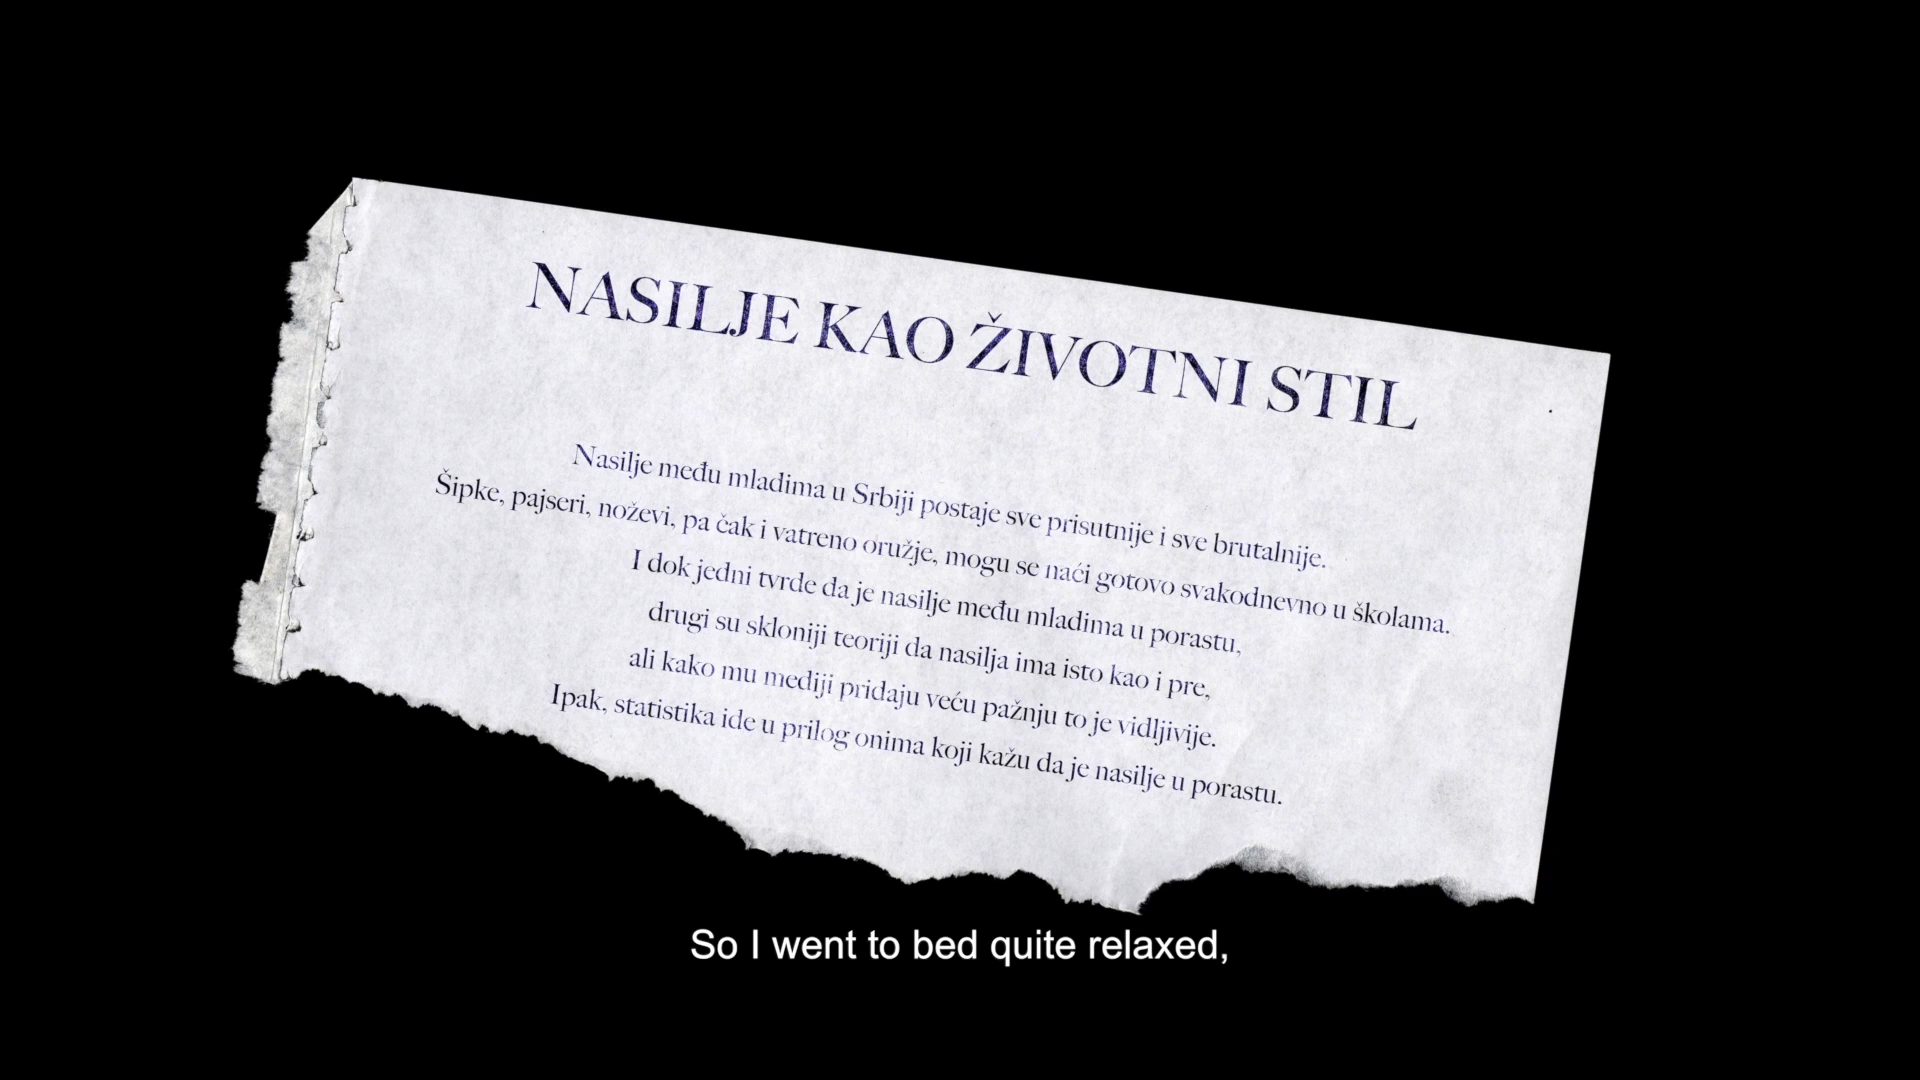 NASILJE KAO ŽIVOTNI STIL
Nasilje među mladima u Srbiji postaje sve prisutnije i sve brutalnije.
Šipke, pajseri, noževi, pa čak i vatreno oružje, mogu se naći gotovo svakodnevno u školama.
I dok jedni tvrde da je nasilje među mladima u porastu,
drugi su skloniji teoriji da nasilja ima isto kao i pre,
ali kako mu mediji pridaju veću pažnju to je vidljivije.
Ipak, statistika ide u prilog onima koji kažu da je nasilje u porastu.
So I went to bed quite relaxed,